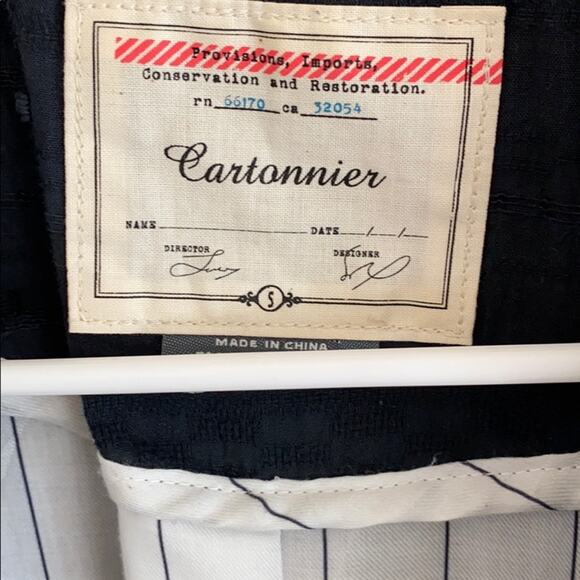 Provisions, Imports,
Conservation and Restoration.
rn 66170 ca 32054
Cartonnier
NAME DATE / /
DIRECTOR DESIGNER
S
MADE IN CHINA